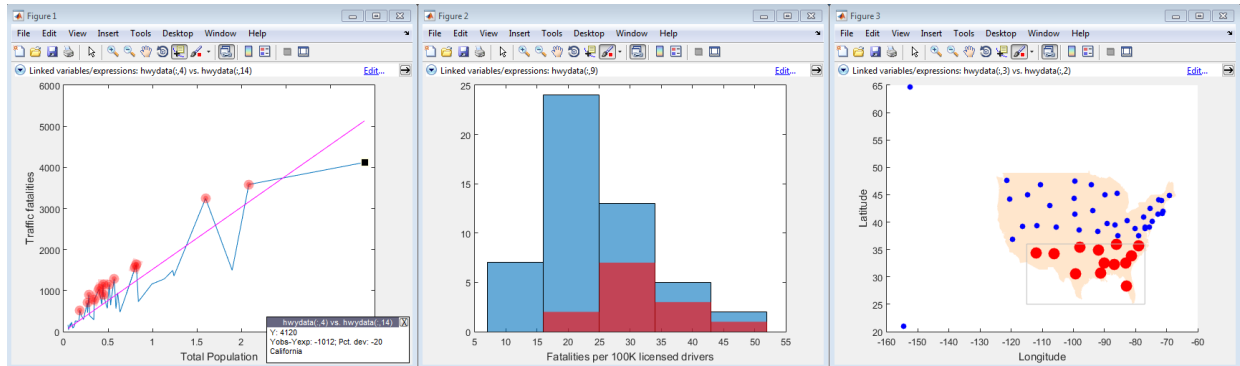 Figure 1
File Edit View Insert Tools Desktop Window Help
Linked variables/expressions: hwydata(:,4) vs. hwydata(:,14) Edit...
6000
5000
4000
3000
2000
1000
0
Traffic fatalities
0 0.5 1 1.5 2 2.5
Total Population
hwydata(:,4) vs. hwydata(:,14) X
Y: 4120
Yobs-Yexp: -1012; Pct. dev: -20
California
Figure 2
File Edit View Insert Tools Desktop Window Help
Linked variables/expressions: hwydata(:,9) Edit...
25
20
15
10
5
0
5 10 15 20 25 30 35 40 45 50 55
Fatalities per 100K licensed drivers
Figure 3
File Edit View Insert Tools Desktop Window Help
Linked variables/expressions: hwydata(:,3) vs. hwydata(:,2) Edit...
65
60
55
50
45
40
35
30
25
20
Latitude
-160 -150 -140 -130 -120 -110 -100 -90 -80 -70 -60
Longitude